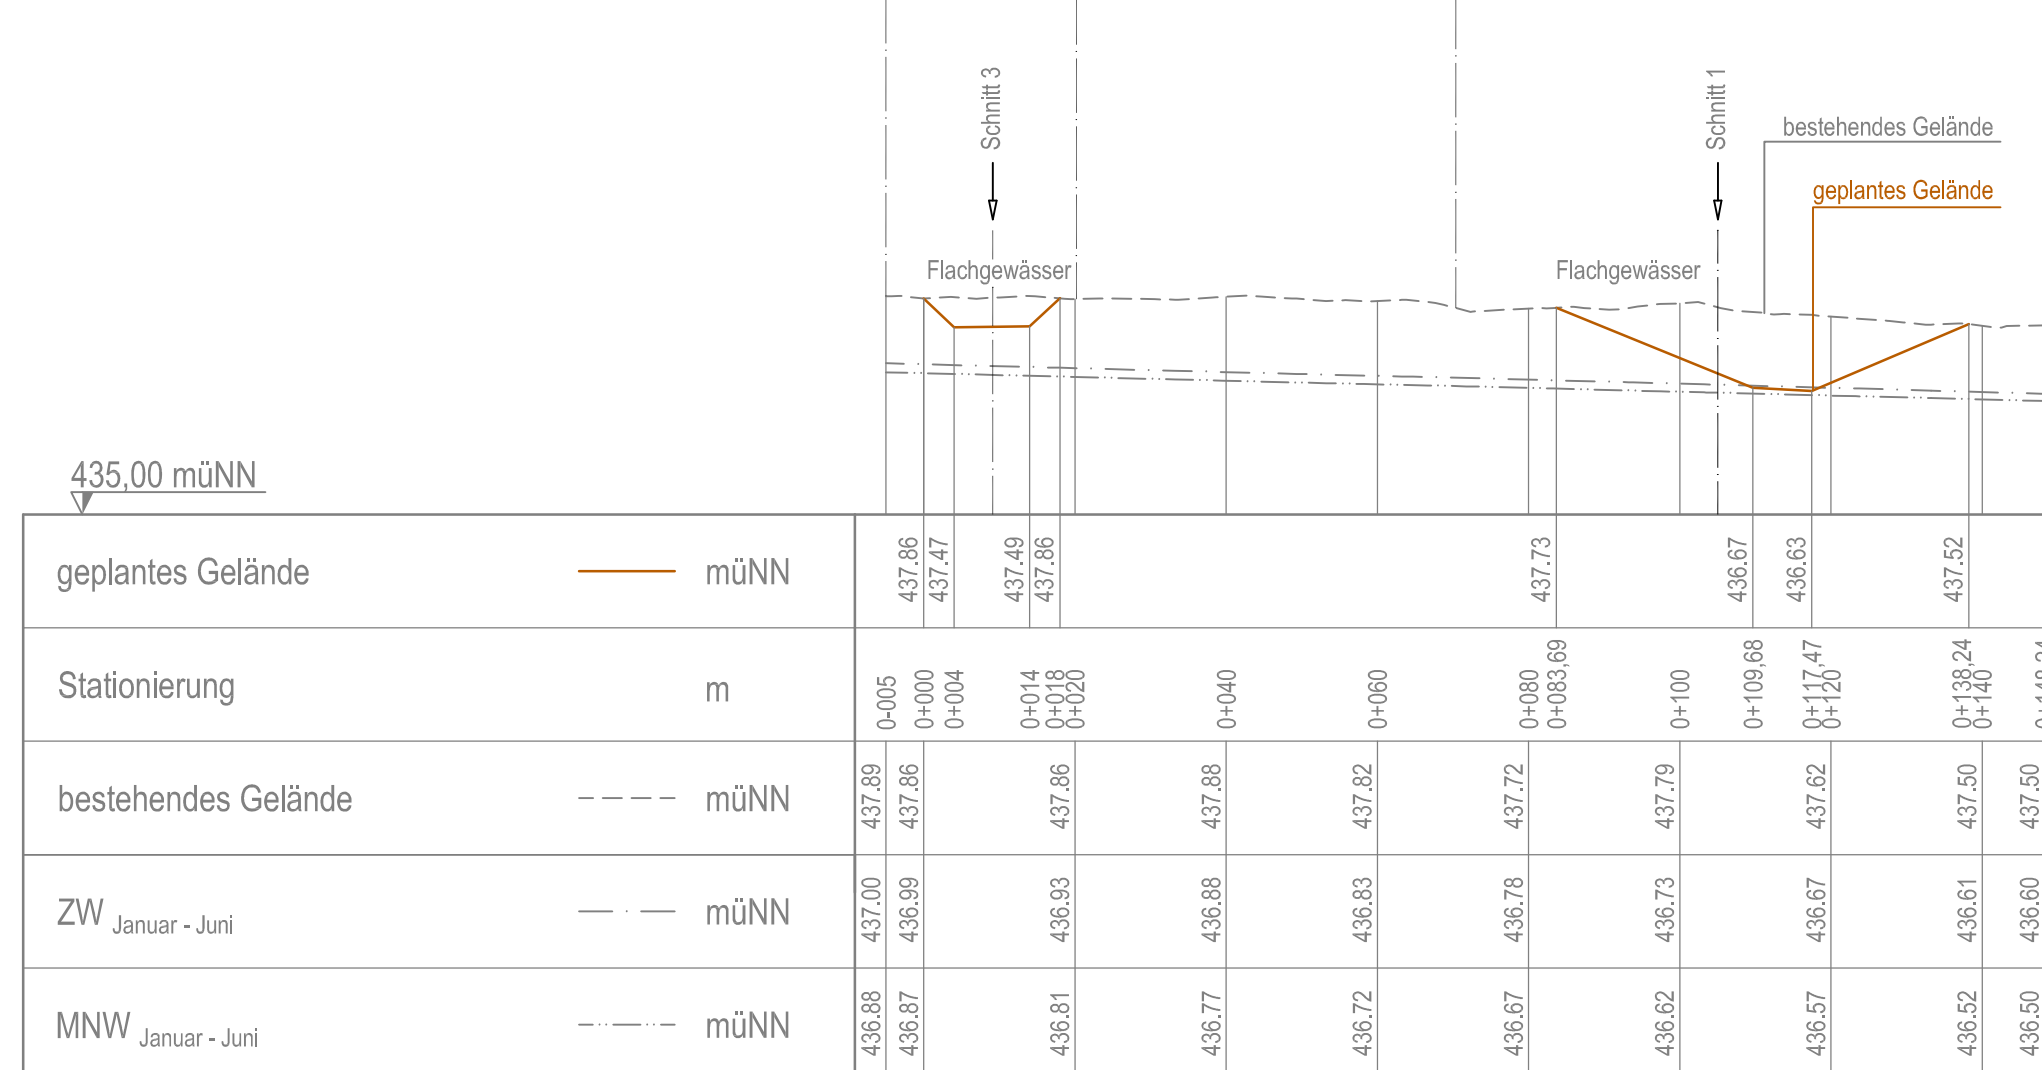 Schnitt 3
Schnitt 1
bestehendes Gelände
geplantes Gelände
Flachgewässer
Flachgewässer
435,00 müNN
geplantes Gelände müNN 437.86 437.47 437.49 437.86 437.73 436.67 436.63 437.52
Stationierung m 0-005 0+000 0+004 0+014 0+018 0+020 0+040 0+060 0+080 0+083,69 0+100 0+109,68 0+117,47 0+120 0+138,24 0+140
bestehendes Gelände müNN 437.89 437.86 437.86 437.88 437.82 437.72 437.79 437.62 437.50 437.50
ZW Januar - Juni müNN 437.00 436.99 436.93 436.88 436.83 436.78 436.73 436.67 436.61 436.60
MNW Januar - Juni müNN 436.88 436.87 436.81 436.77 436.72 436.67 436.62 436.57 436.52 436.50